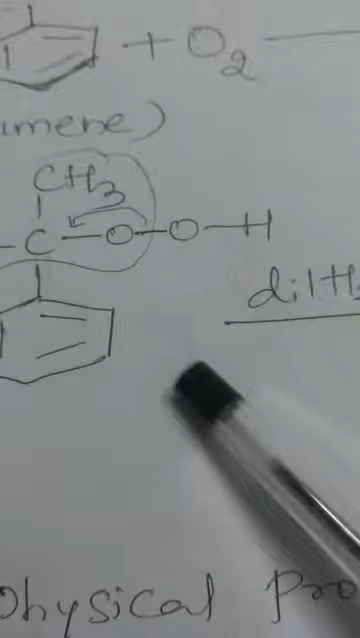 + O2
umene)
CH3
-C-O-O-H
dil H
Physical Pro